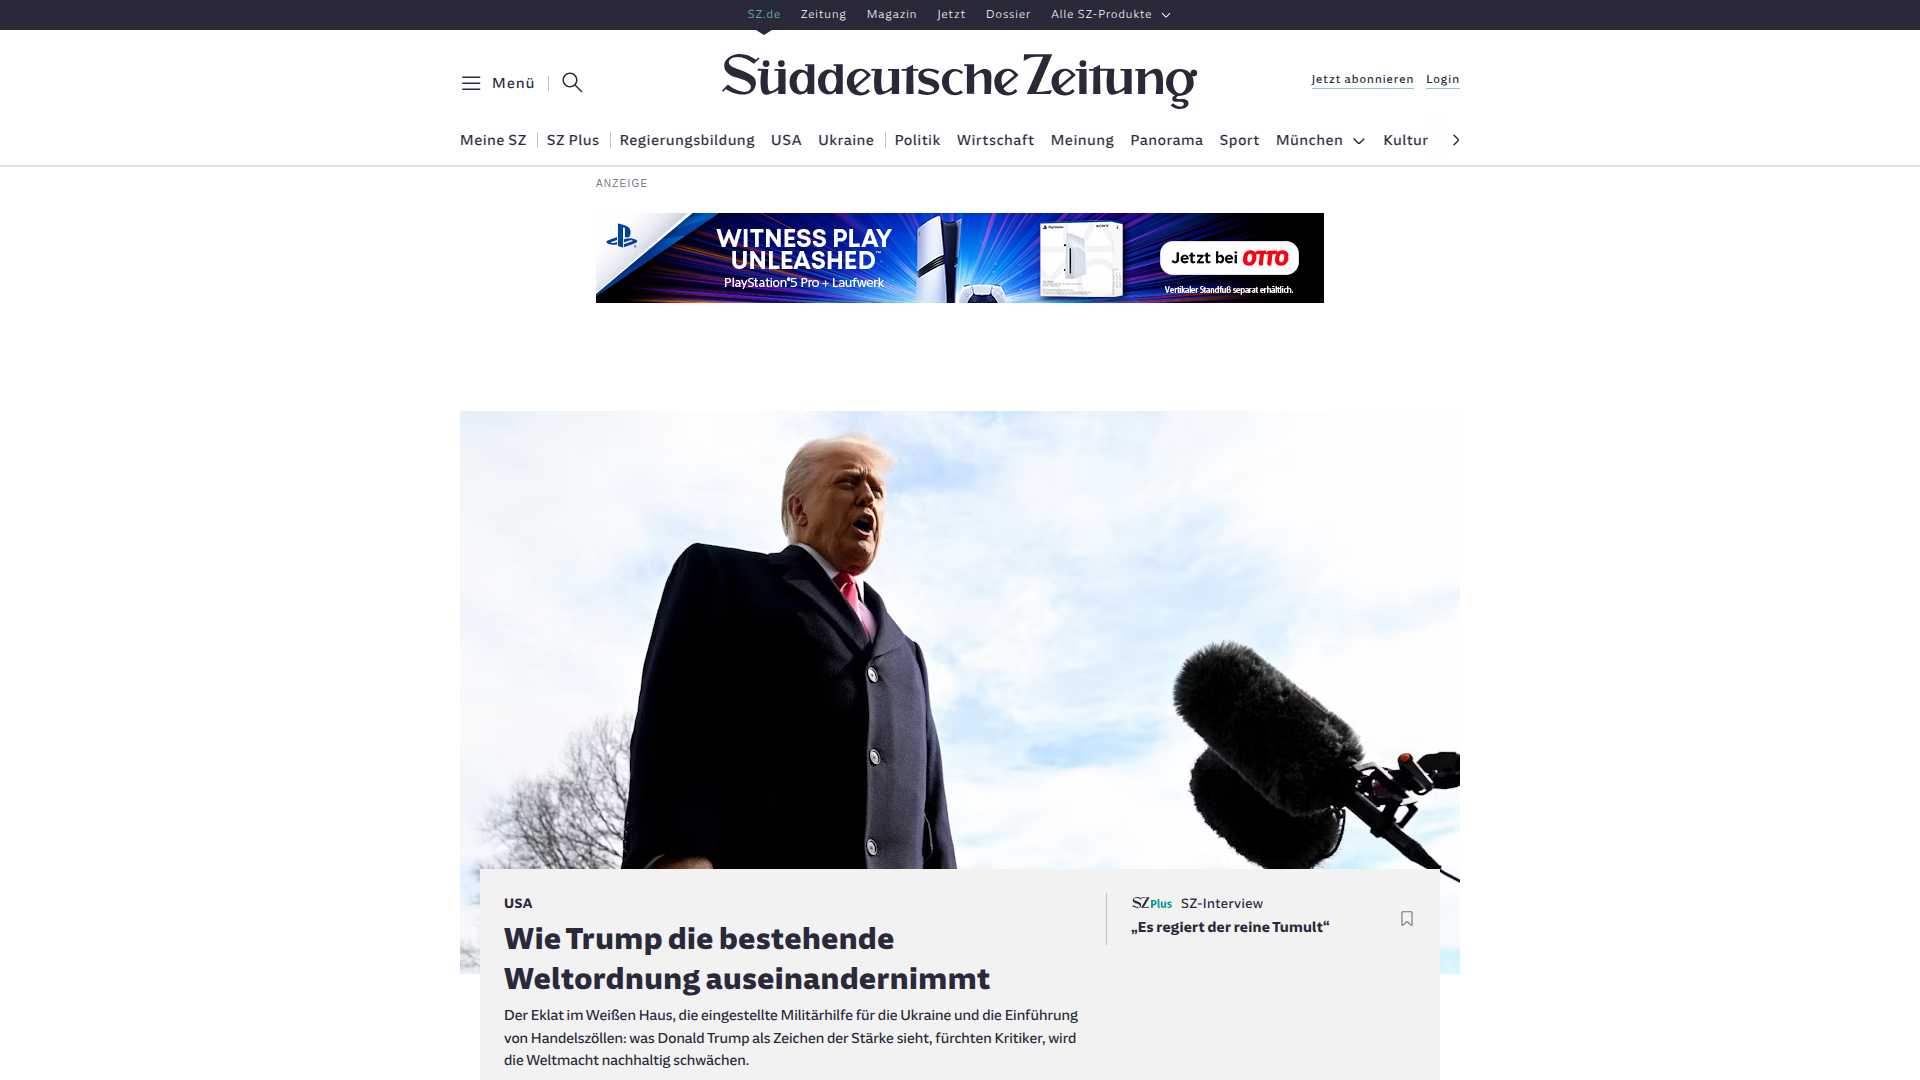 SZ.de Zeitung Magazin Jetzt Dossier Alle SZ-Produkte
Menü
Süddeutsche Zeitung
Jetzt abonnieren Login
Meine SZ SZ Plus Regierungsbildung USA Ukraine Politik Wirtschaft Meinung Panorama Sport München Kultur
ANZEIGE
WITNESS PLAY
UNLEASHED™
PlayStation®5 Pro + Laufwerk
Jetzt bei OTTO
Vertikaler Standfuß separat erhältlich.
USA
Wie Trump die bestehende
Weltordnung auseinandernimmt
Der Eklat im Weißen Haus, die eingestellte Militärhilfe für die Ukraine und die Einführung
von Handelszöllen: was Donald Trump als Zeichen der Stärke sieht, fürchten Kritiker, wird
die Weltmacht nachhaltig schwächen.
SZ Plus SZ-Interview
„Es regiert der reine Tumult“